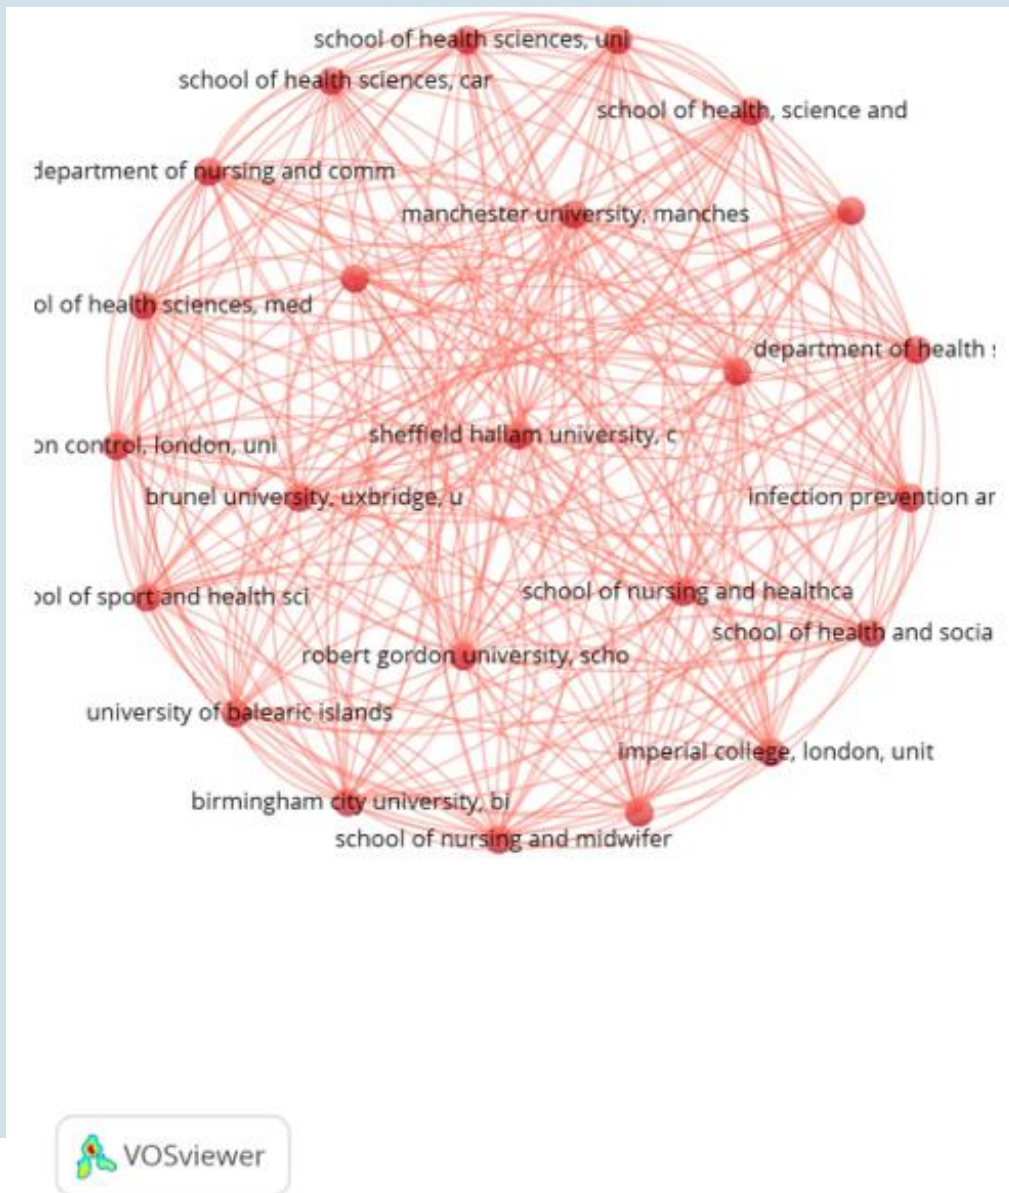 school of health sciences, uni
school of health sciences, car
school of health, science and
department of nursing and comm
manchester university, manches
ol of health sciences, med
department of health
sheffield hallam university, c
on control, london, uni
brunel university, uxbridge, u
infection prevention ar
school of nursing and healthca
ool of sport and health sci
school of health and socia
robert gordon university, scho
university of balearic islands
imperial college, london, unit
birmingham city university, bi
school of nursing and midwifer
VOSviewer